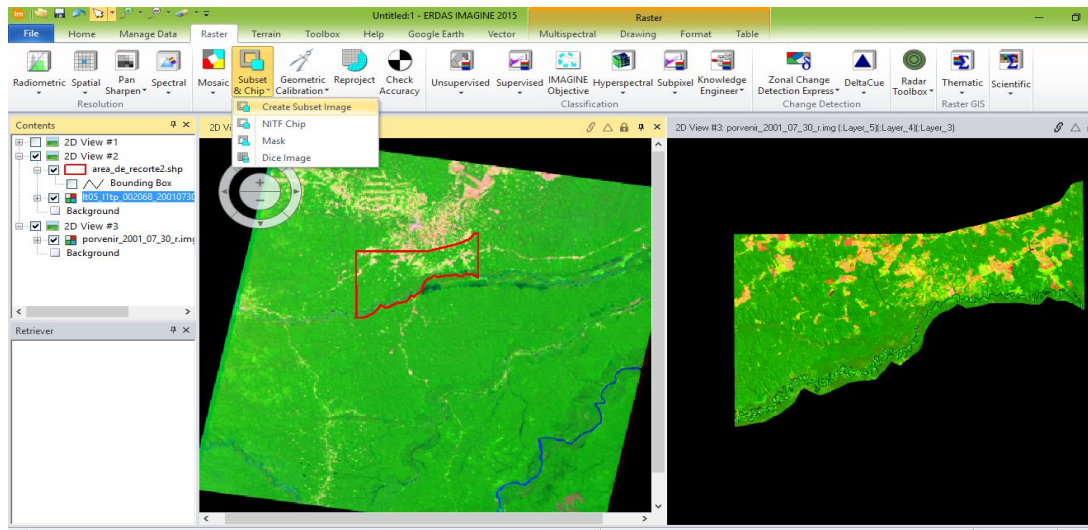 Untitled:1 - ERDAS IMAGINE 2015
Raster
File Home Manage Data Raster Terrain Toolbox Help Google Earth Vector Multispectral Drawing Format Table
Radiometric Spatial Pan Sharpen Spectral Mosaic Subset & Chip Geometric Calibration Reproject Check Accuracy Unsupervised Supervised IMAGINE Objective Hyperspectral Subpixel Knowledge Engineer Zonal Change Detection Express DeltaCue Radar Toolbox Thematic Scientific
Resolution Classification Change Detection Raster GIS
Create Subset Image
NITF Chip
Mask
Dice Image
Contents
2D View #1
2D View #2
area_de_recorte2.shp
Bounding Box
lt05_l1tp_002068_20010730
Background
2D View #3
porvenir_2001_07_30_r.img
Background
Retriever
2D Vi
2D View #3: porvenir_2001_07_30_r.img (:Layer_5)(:Layer_4)(:Layer_3)